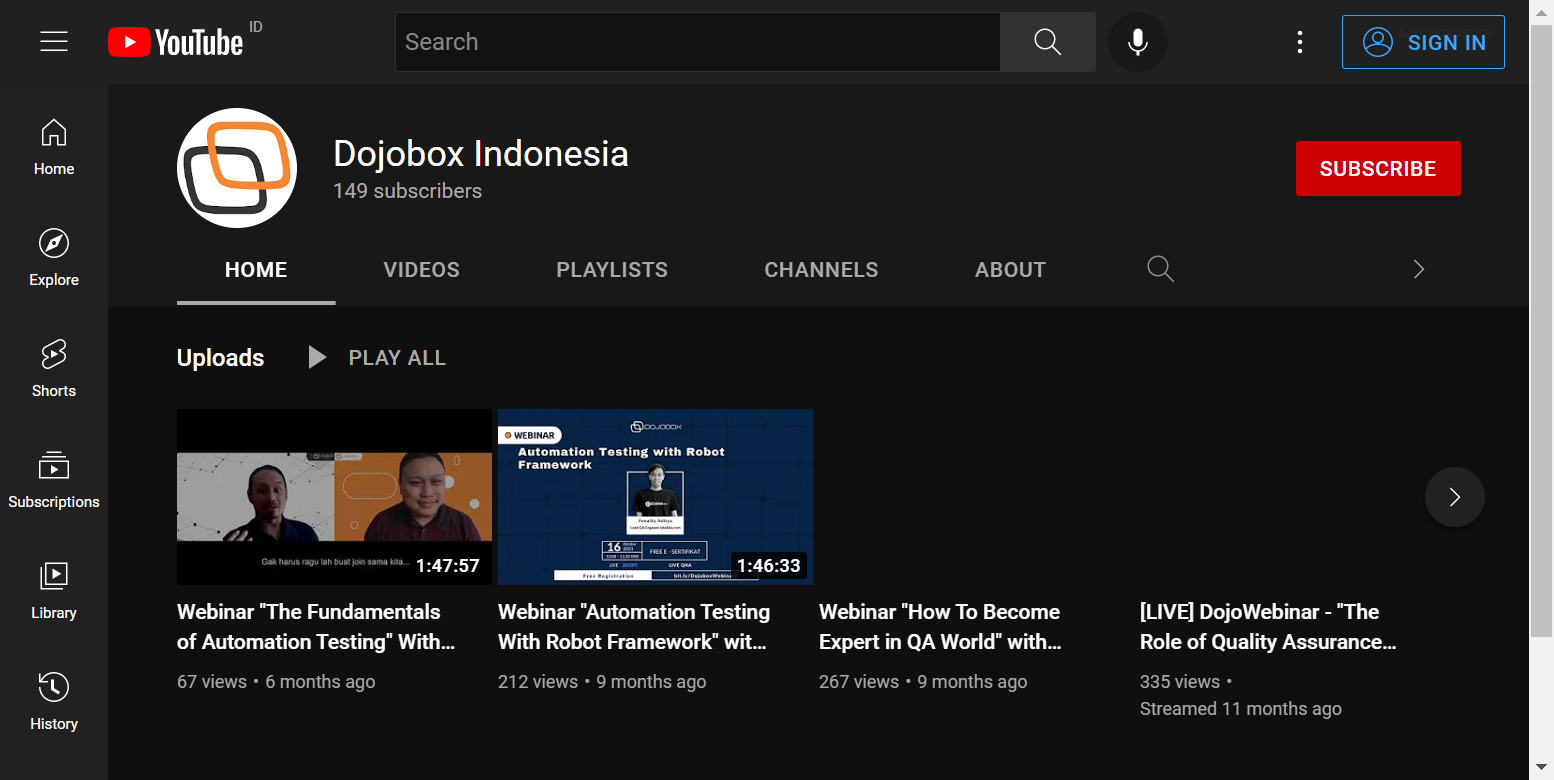 YouTube ID
Search
SIGN IN
Home
Explore
Shorts
Subscriptions
Library
History
Dojobox Indonesia
149 subscribers
SUBSCRIBE
HOME
VIDEOS
PLAYLISTS
CHANNELS
ABOUT
Uploads
PLAY ALL
Gak harus ragu lah buat join sama kita...
1:47:57
DOJOBOX
WEBINAR
Automation Testing with Robot
Framework
16
FREE E - SERTIFIKAT
LIVE zoom
LIVE QNA
Free Registration
1:46:33
Webinar "The Fundamentals
of Automation Testing" With...
67 views • 6 months ago
Webinar "Automation Testing
With Robot Framework" wit...
212 views • 9 months ago
Webinar "How To Become
Expert in QA World" with...
267 views • 9 months ago
[LIVE] DojoWebinar - "The
Role of Quality Assurance...
335 views •
Streamed 11 months ago